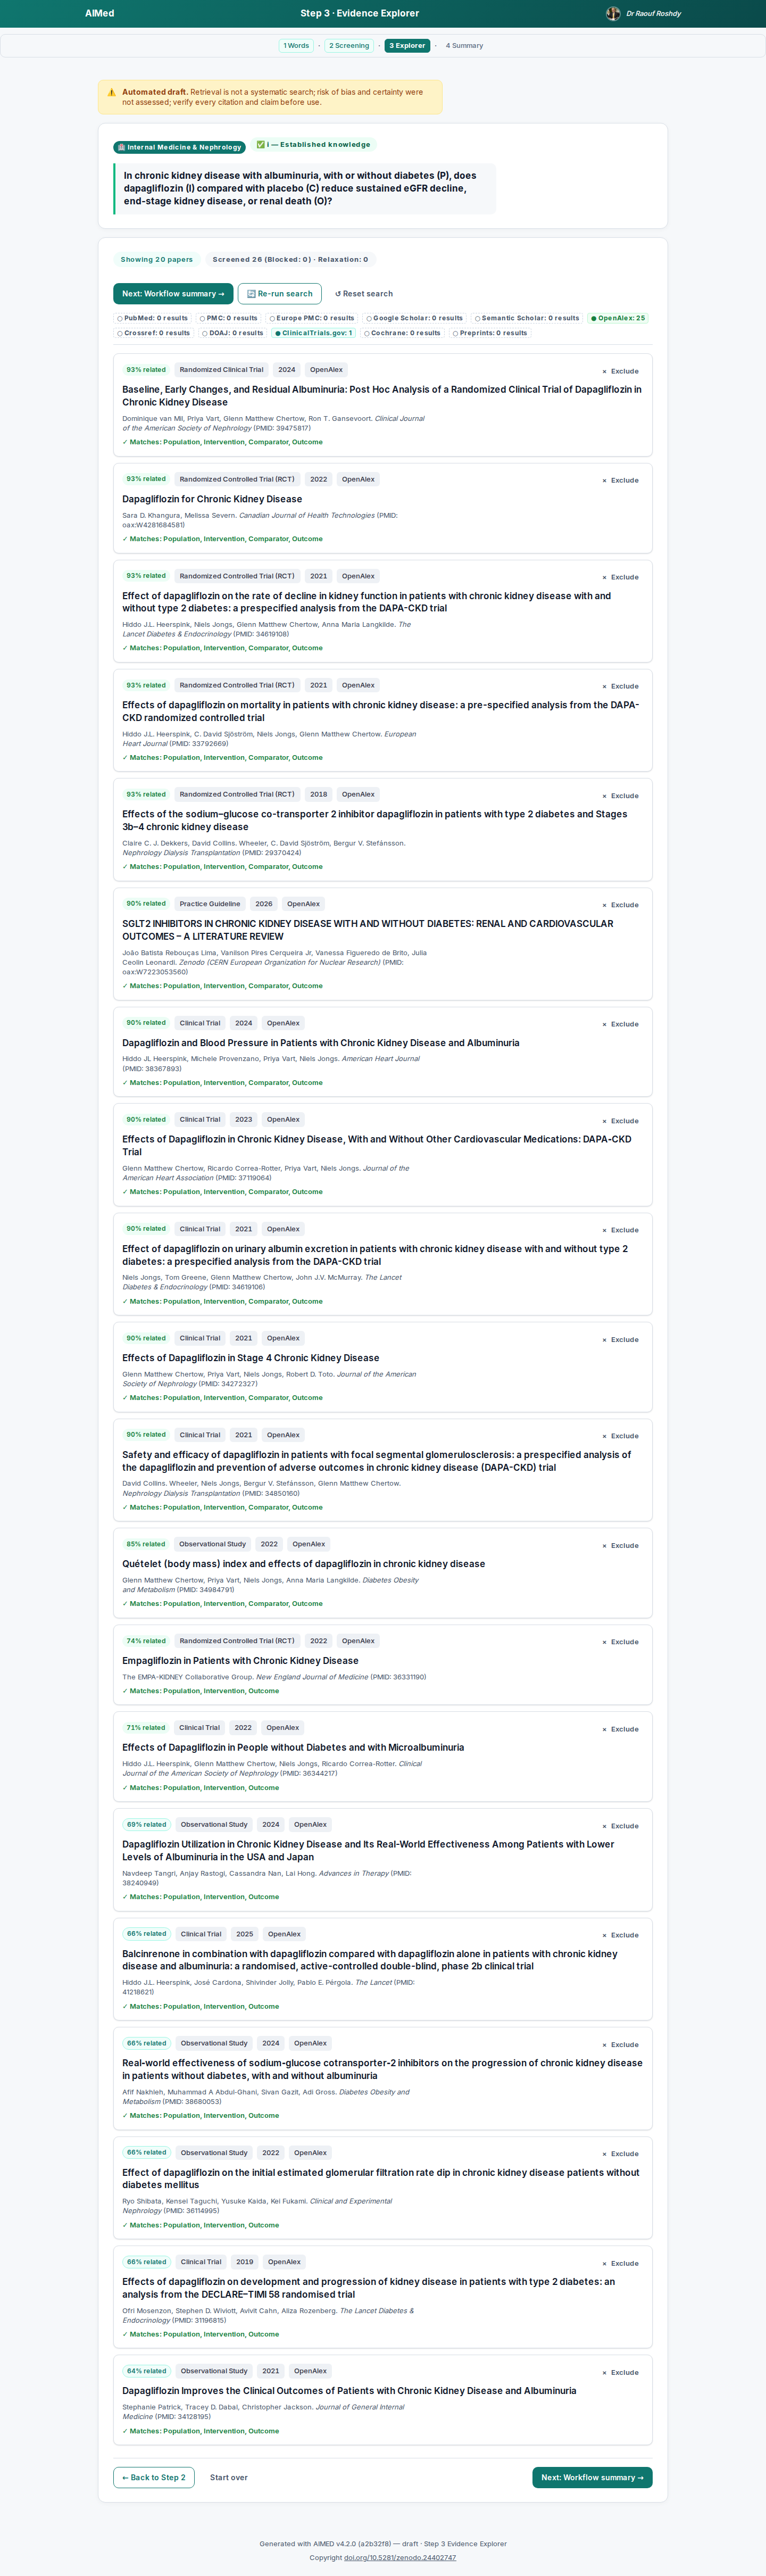 AIMed
Step 3 · Evidence Explorer
Dr Raouf Roshdy
1 Words · 2 Screening · 3 Explorer · 4 Summary
⚠️ Automated draft. Retrieval is not a systematic search; risk of bias and certainty were
not assessed; verify every citation and claim before use.
🏥 Internal Medicine & Nephrology ✅ i — Established knowledge
In chronic kidney disease with albuminuria, with or without diabetes (P), does
dapagliflozin (I) compared with placebo (C) reduce sustained eGFR decline,
end-stage kidney disease, or renal death (O)?
Showing 20 papers Screened 26 (Blocked: 0) · Relaxation: 0
Next: Workflow summary → 🔄 Re-run search ↺ Reset search
○ PubMed: 0 results ○ PMC: 0 results ○ Europe PMC: 0 results ○ Google Scholar: 0 results ○ Semantic Scholar: 0 results ● OpenAlex: 25
○ Crossref: 0 results ○ DOAJ: 0 results ● ClinicalTrials.gov: 1 ○ Cochrane: 0 results ○ Preprints: 0 results
93% related Randomized Clinical Trial 2024 OpenAlex × Exclude
Baseline, Early Changes, and Residual Albuminuria: Post Hoc Analysis of a Randomized Clinical Trial of Dapagliflozin in
Chronic Kidney Disease
Dominique van Mil, Priya Vart, Glenn Matthew Chertow, Ron T. Gansevoort. Clinical Journal
of the American Society of Nephrology (PMID: 39475817)
✓ Matches: Population, Intervention, Comparator, Outcome
93% related Randomized Controlled Trial (RCT) 2022 OpenAlex × Exclude
Dapagliflozin for Chronic Kidney Disease
Sara D. Khangura, Melissa Severn. Canadian Journal of Health Technologies (PMID:
oax:W4281684581)
✓ Matches: Population, Intervention, Comparator, Outcome
93% related Randomized Controlled Trial (RCT) 2021 OpenAlex × Exclude
Effect of dapagliflozin on the rate of decline in kidney function in patients with chronic kidney disease with and
without type 2 diabetes: a prespecified analysis from the DAPA-CKD trial
Hiddo J.L. Heerspink, Niels Jongs, Glenn Matthew Chertow, Anna Maria Langkilde. The
Lancet Diabetes & Endocrinology (PMID: 34619108)
✓ Matches: Population, Intervention, Comparator, Outcome
93% related Randomized Controlled Trial (RCT) 2021 OpenAlex × Exclude
Effects of dapagliflozin on mortality in patients with chronic kidney disease: a pre-specified analysis from the DAPA-
CKD randomized controlled trial
Hiddo J.L. Heerspink, C. David Sjöström, Niels Jongs, Glenn Matthew Chertow. European
Heart Journal (PMID: 33792669)
✓ Matches: Population, Intervention, Comparator, Outcome
93% related Randomized Controlled Trial (RCT) 2018 OpenAlex × Exclude
Effects of the sodium–glucose co-transporter 2 inhibitor dapagliflozin in patients with type 2 diabetes and Stages
3b–4 chronic kidney disease
Claire C. J. Dekkers, David Collins. Wheeler, C. David Sjöström, Bergur V. Stefánsson.
Nephrology Dialysis Transplantation (PMID: 29370424)
✓ Matches: Population, Intervention, Comparator, Outcome
90% related Practice Guideline 2026 OpenAlex × Exclude
SGLT2 INHIBITORS IN CHRONIC KIDNEY DISEASE WITH AND WITHOUT DIABETES: RENAL AND CARDIOVASCULAR
OUTCOMES – A LITERATURE REVIEW
João Batista Rebouças Lima, Vanilson Pires Cerqueira Jr, Vanessa Figueredo de Brito, Julia
Ceolin Leonardi. Zenodo (CERN European Organization for Nuclear Research) (PMID:
oax:W7223053560)
✓ Matches: Population, Intervention, Comparator, Outcome
90% related Clinical Trial 2024 OpenAlex × Exclude
Dapagliflozin and Blood Pressure in Patients with Chronic Kidney Disease and Albuminuria
Hiddo JL Heerspink, Michele Provenzano, Priya Vart, Niels Jongs. American Heart Journal
(PMID: 38367893)
✓ Matches: Population, Intervention, Comparator, Outcome
90% related Clinical Trial 2023 OpenAlex × Exclude
Effects of Dapagliflozin in Chronic Kidney Disease, With and Without Other Cardiovascular Medications: DAPA-CKD
Trial
Glenn Matthew Chertow, Ricardo Correa-Rotter, Priya Vart, Niels Jongs. Journal of the
American Heart Association (PMID: 37119064)
✓ Matches: Population, Intervention, Comparator, Outcome
90% related Clinical Trial 2021 OpenAlex × Exclude
Effect of dapagliflozin on urinary albumin excretion in patients with chronic kidney disease with and without type 2
diabetes: a prespecified analysis from the DAPA-CKD trial
Niels Jongs, Tom Greene, Glenn Matthew Chertow, John J.V. McMurray. The Lancet
Diabetes & Endocrinology (PMID: 34619106)
✓ Matches: Population, Intervention, Comparator, Outcome
90% related Clinical Trial 2021 OpenAlex × Exclude
Effects of Dapagliflozin in Stage 4 Chronic Kidney Disease
Glenn Matthew Chertow, Priya Vart, Niels Jongs, Robert D. Toto. Journal of the American
Society of Nephrology (PMID: 34272327)
✓ Matches: Population, Intervention, Comparator, Outcome
90% related Clinical Trial 2021 OpenAlex × Exclude
Safety and efficacy of dapagliflozin in patients with focal segmental glomerulosclerosis: a prespecified analysis of
the dapagliflozin and prevention of adverse outcomes in chronic kidney disease (DAPA-CKD) trial
David Collins. Wheeler, Niels Jongs, Bergur V. Stefánsson, Glenn Matthew Chertow.
Nephrology Dialysis Transplantation (PMID: 34850160)
✓ Matches: Population, Intervention, Comparator, Outcome
85% related Observational Study 2022 OpenAlex × Exclude
Quételet (body mass) index and effects of dapagliflozin in chronic kidney disease
Glenn Matthew Chertow, Priya Vart, Niels Jongs, Anna Maria Langkilde. Diabetes Obesity
and Metabolism (PMID: 34984791)
✓ Matches: Population, Intervention, Comparator, Outcome
74% related Randomized Controlled Trial (RCT) 2022 OpenAlex × Exclude
Empagliflozin in Patients with Chronic Kidney Disease
The EMPA-KIDNEY Collaborative Group. New England Journal of Medicine (PMID: 36331190)
✓ Matches: Population, Intervention, Outcome
71% related Clinical Trial 2022 OpenAlex × Exclude
Effects of Dapagliflozin in People without Diabetes and with Microalbuminuria
Hiddo J.L. Heerspink, Glenn Matthew Chertow, Niels Jongs, Ricardo Correa-Rotter. Clinical
Journal of the American Society of Nephrology (PMID: 36344217)
✓ Matches: Population, Intervention, Outcome
69% related Observational Study 2024 OpenAlex × Exclude
Dapagliflozin Utilization in Chronic Kidney Disease and Its Real-World Effectiveness Among Patients with Lower
Levels of Albuminuria in the USA and Japan
Navdeep Tangri, Anjay Rastogi, Cassandra Nan, Lai Hong. Advances in Therapy (PMID:
38240949)
✓ Matches: Population, Intervention, Outcome
66% related Clinical Trial 2025 OpenAlex × Exclude
Balcinrenone in combination with dapagliflozin compared with dapagliflozin alone in patients with chronic kidney
disease and albuminuria: a randomised, active-controlled double-blind, phase 2b clinical trial
Hiddo J.L. Heerspink, José Cardona, Shivinder Jolly, Pablo E. Pérgola. The Lancet (PMID:
41218621)
✓ Matches: Population, Intervention, Outcome
66% related Observational Study 2024 OpenAlex × Exclude
Real-world effectiveness of sodium-glucose cotransporter-2 inhibitors on the progression of chronic kidney disease
in patients without diabetes, with and without albuminuria
Afif Nakhleh, Muhammad A Abdul-Ghani, Sivan Gazit, Adi Gross. Diabetes Obesity and
Metabolism (PMID: 38680053)
✓ Matches: Population, Intervention, Outcome
66% related Observational Study 2022 OpenAlex × Exclude
Effect of dapagliflozin on the initial estimated glomerular filtration rate dip in chronic kidney disease patients without
diabetes mellitus
Ryo Shibata, Kensei Taguchi, Yusuke Kaida, Kei Fukami. Clinical and Experimental
Nephrology (PMID: 36114995)
✓ Matches: Population, Intervention, Outcome
66% related Clinical Trial 2019 OpenAlex × Exclude
Effects of dapagliflozin on development and progression of kidney disease in patients with type 2 diabetes: an
analysis from the DECLARE–TIMI 58 randomised trial
Ofri Mosenzon, Stephen D. Wiviott, Avivit Cahn, Aliza Rozenberg. The Lancet Diabetes &
Endocrinology (PMID: 31196815)
✓ Matches: Population, Intervention, Outcome
64% related Observational Study 2021 OpenAlex × Exclude
Dapagliflozin Improves the Clinical Outcomes of Patients with Chronic Kidney Disease and Albuminuria
Stephanie Patrick, Tracey D. Dabal, Christopher Jackson. Journal of General Internal
Medicine (PMID: 34128195)
✓ Matches: Population, Intervention, Outcome
← Back to Step 2 Start over Next: Workflow summary →
Generated with AIMED v4.2.0 (a2b32f8) — draft · Step 3 Evidence Explorer
Copyright doi.org/10.5281/zenodo.24402747